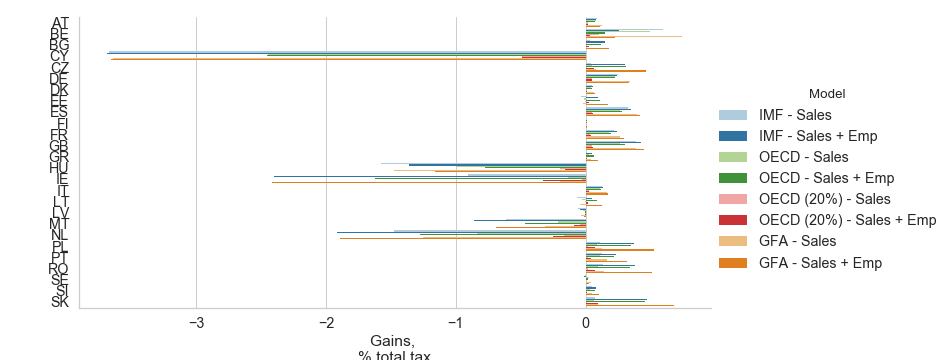 AT
BE
BG
CY
CZ
DE
DK
EE
ES
FI
FR
GB
GR
HU
IE
IT
LT
LV
MT
NL
PL
PT
RO
SE
SI
SK
−3 −2 −1 0
Gains,
% total tax
Model
IMF - Sales
IMF - Sales + Emp
OECD - Sales
OECD - Sales + Emp
OECD (20%) - Sales
OECD (20%) - Sales + Emp
GFA - Sales
GFA - Sales + Emp